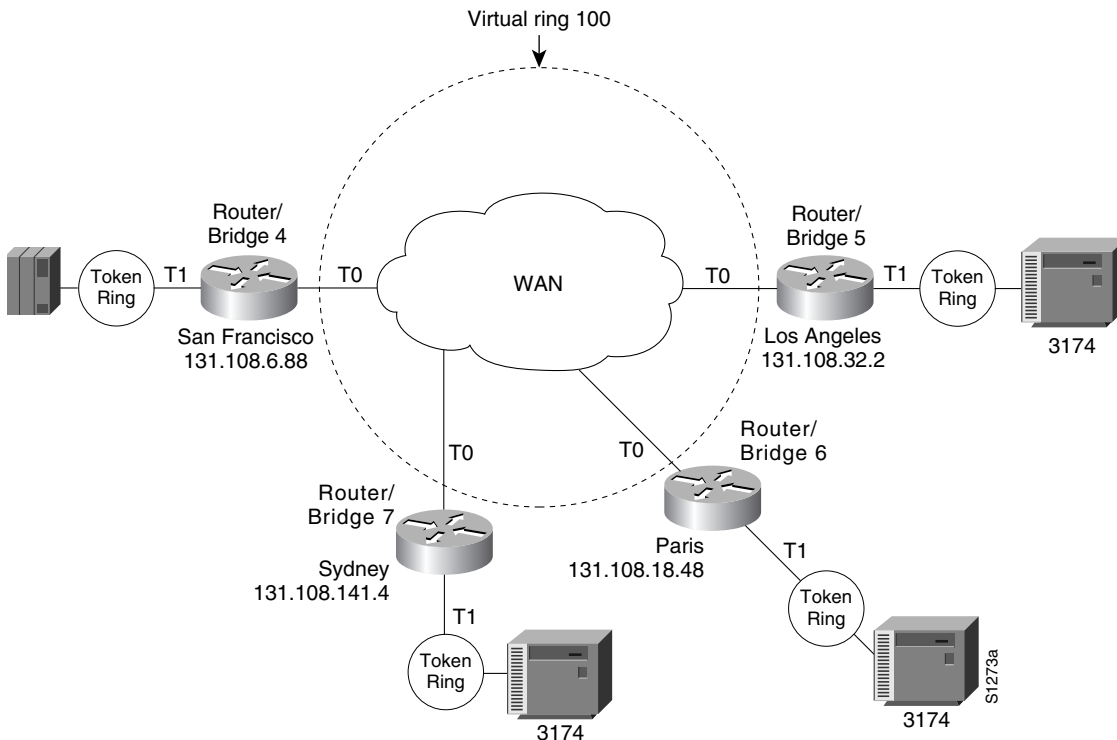 Virtual ring 100
Router/
Bridge 4
Router/
Bridge 5
Token
Ring
T1
T0
WAN
T0
T1
Token
Ring
San Francisco
131.108.6.88
Los Angeles
131.108.32.2
3174
T0
T0
Router/
Bridge 6
Router/
Bridge 7
Paris
131.108.18.48
T1
Sydney
131.108.141.4
T1
Token
Ring
Token
Ring
S1273a
3174
3174